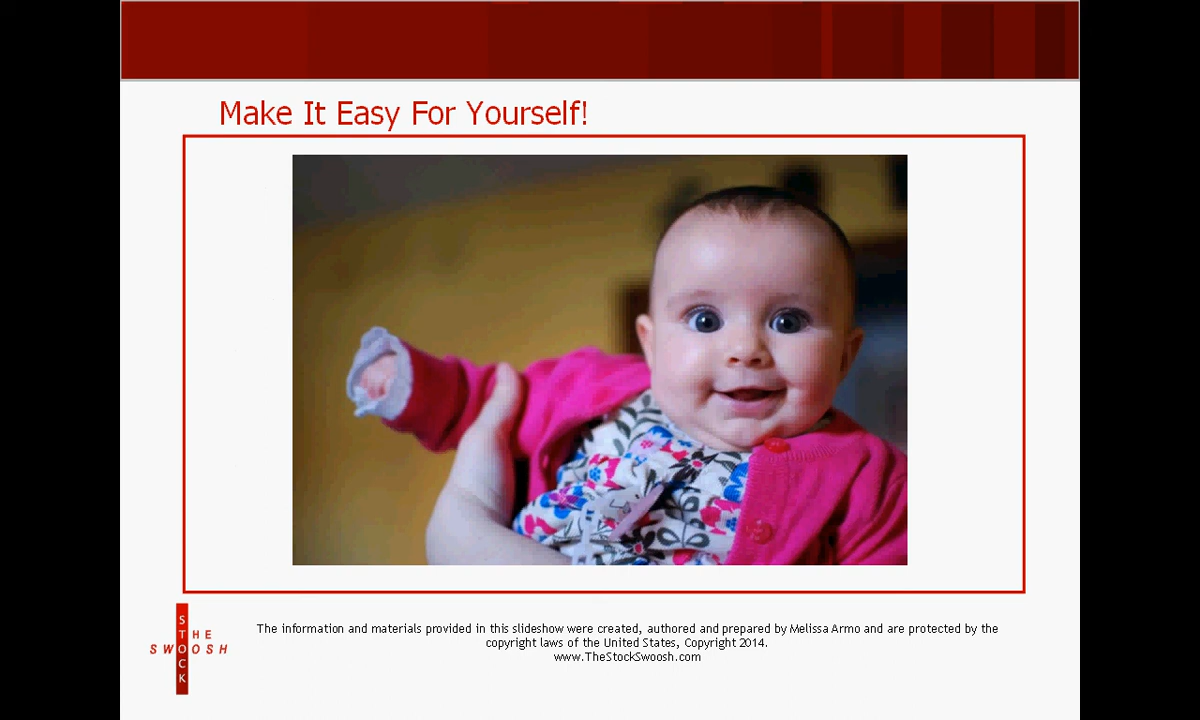 Make It Easy For Yourself!
THE
STOCK
SWOOSH
The information and materials provided in this slideshow were created, authored and prepared by Melissa Armo and are protected by the
copyright laws of the United States, Copyright 2014.
www.TheStockSwoosh.com